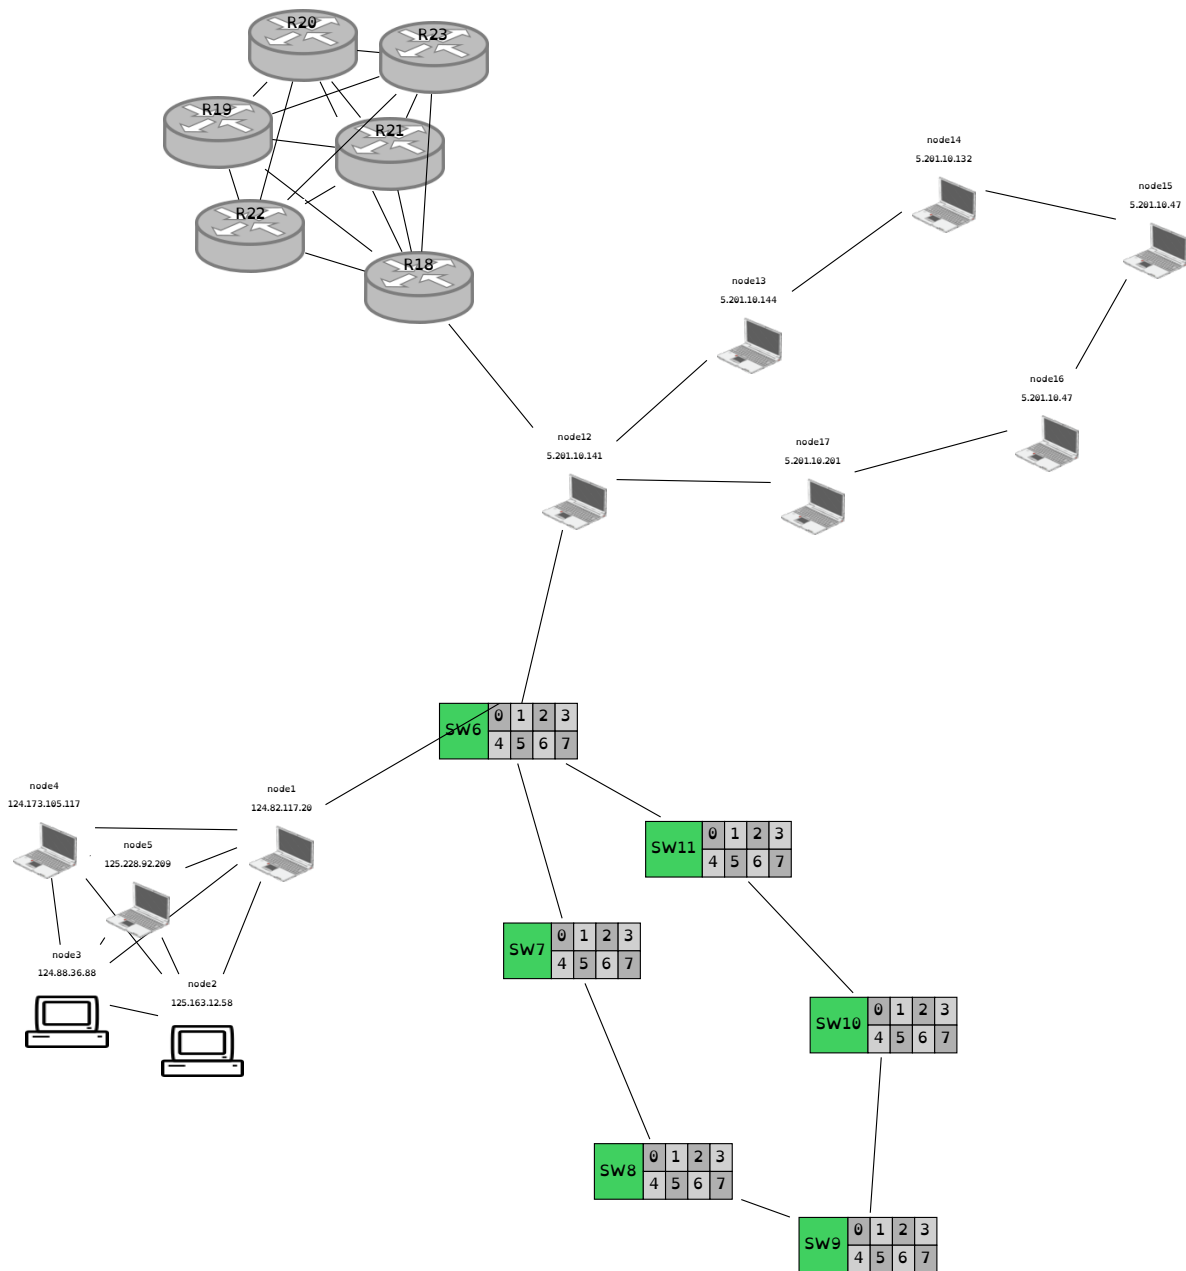 R20
R23
R19
R21
R22
R18
node14
5.201.10.132
node15
5.201.10.47
node13
5.201.10.144
node16
5.201.10.47
node12
5.201.10.141
node17
5.201.10.201
SW6 0 1 2 3
4 5 6 7
node4
124.173.105.117
node1
124.82.117.20
node5
125.228.92.209
SW11 0 1 2 3
4 5 6 7
SW7 0 1 2 3
4 5 6 7
node3
124.88.36.88
node2
125.163.12.58
SW10 0 1 2 3
4 5 6 7
SW8 0 1 2 3
4 5 6 7
SW9 0 1 2 3
4 5 6 7